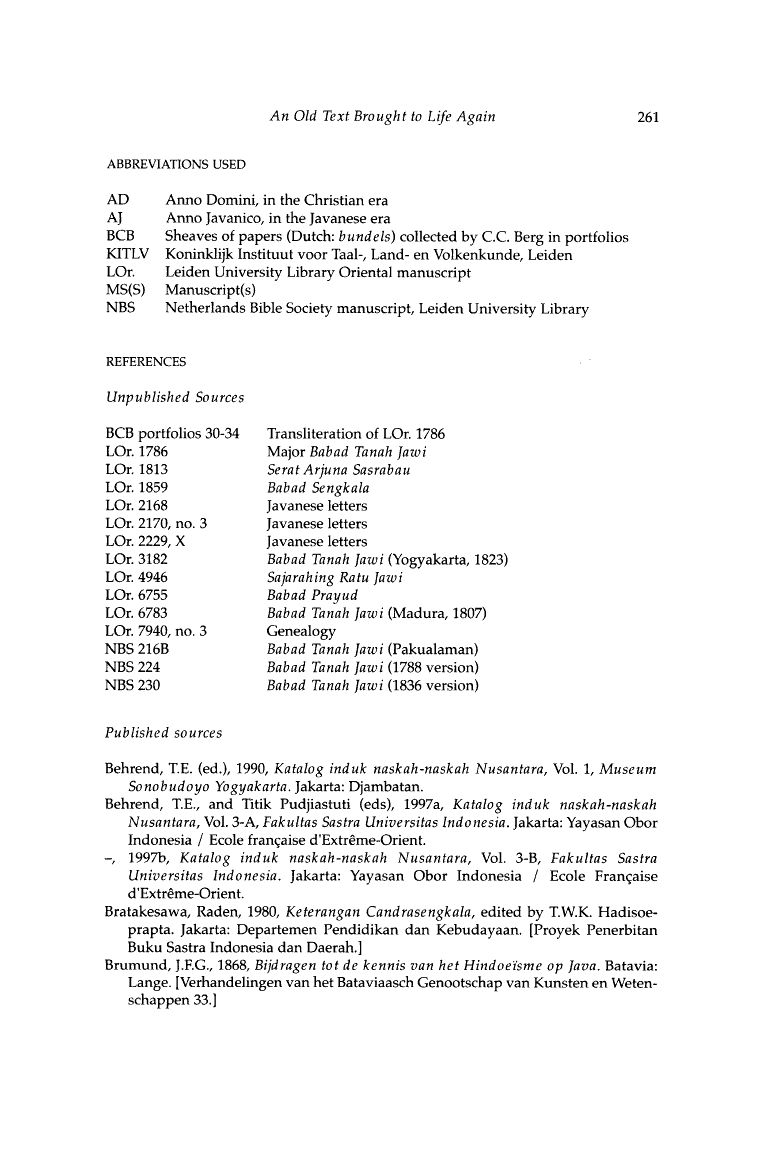 An Old Text Brought to Life Again 261
ABBREVIATIONS USED
AD Anno Domini, in the Christian era
AJ Anno Javanico, in the Javanese era
BCB Sheaves of papers (Dutch: bundels) collected by C.C. Berg in portfolios
KITLV Koninklijk Instituut voor Taal-, Land- en Volkenkunde, Leiden
LOr. Leiden University Library Oriental manuscript
MS(S) Manuscript(s)
NBS Netherlands Bible Society manuscript, Leiden University Library
REFERENCES
Unpublished Sources
BCB portfolios 30-34 Transliteration of LOr. 1786
LOr. 1786 Major Babad Tanah Jawi
LOr. 1813 Serat Arjuna Sasrabau
LOr. 1859 Babad Sengkala
LOr. 2168 Javanese letters
LOr. 2170, no. 3 Javanese letters
LOr. 2229, X Javanese letters
LOr. 3182 Babad Tanah Jawi (Yogyakarta, 1823)
LOr. 4946 Sajarahing Ratu Jawi
LOr. 6755 Babad Prayud
LOr. 6783 Babad Tanah Jawi (Madura, 1807)
LOr. 7940, no. 3 Genealogy
NBS 216B Babad Tanah Jawi (Pakualaman)
NBS 224 Babad Tanah Jawi (1788 version)
NBS 230 Babad Tanah Jawi (1836 version)
Published sources
Behrend, T.E. (ed.), 1990, Katalog induk naskah-naskah Nusantara, Vol. 1, Museum
Sonobudoyo Yogyakarta. Jakarta: Djambatan.
Behrend, T.E., and Titik Pudjiastuti (eds), 1997a, Katalog induk naskah-naskah
Nusantara, Vol. 3-A, Fakultas Sastra Universitas Indonesia. Jakarta: Yayasan Obor
Indonesia / Ecole française d'Extrême-Orient.
–, 1997b, Katalog induk naskah-naskah Nusantara, Vol. 3-B, Fakultas Sastra
Universitas Indonesia. Jakarta: Yayasan Obor Indonesia / Ecole Française
d'Extrême-Orient.
Bratakesawa, Raden, 1980, Keterangan Candrasengkala, edited by T.W.K. Hadisoe-
prapta. Jakarta: Departemen Pendidikan dan Kebudayaan. [Proyek Penerbitan
Buku Sastra Indonesia dan Daerah.]
Brumund, J.F.G., 1868, Bijdragen tot de kennis van het Hindoeïsme op Java. Batavia:
Lange. [Verhandelingen van het Bataviaasch Genootschap van Kunsten en Weten-
schappen 33.]